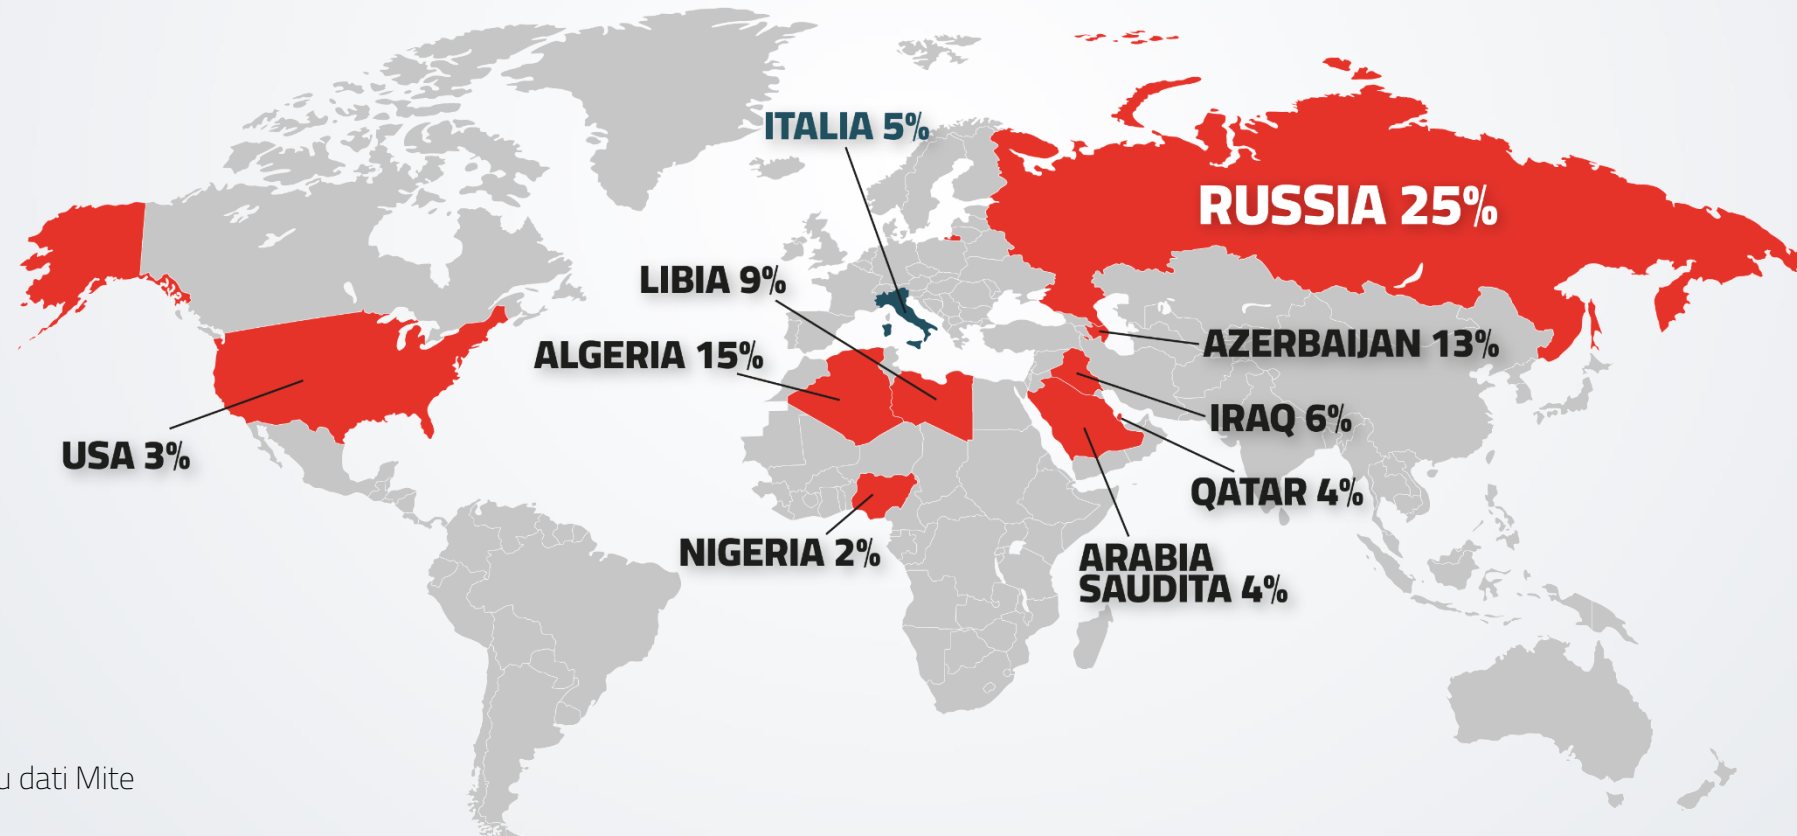 ITALIA 5%
RUSSIA 25%
LIBIA 9%
ALGERIA 15%
AZERBAIJAN 13%
IRAQ 6%
USA 3%
QATAR 4%
NIGERIA 2%
ARABIA
SAUDITA 4%
dati Mite